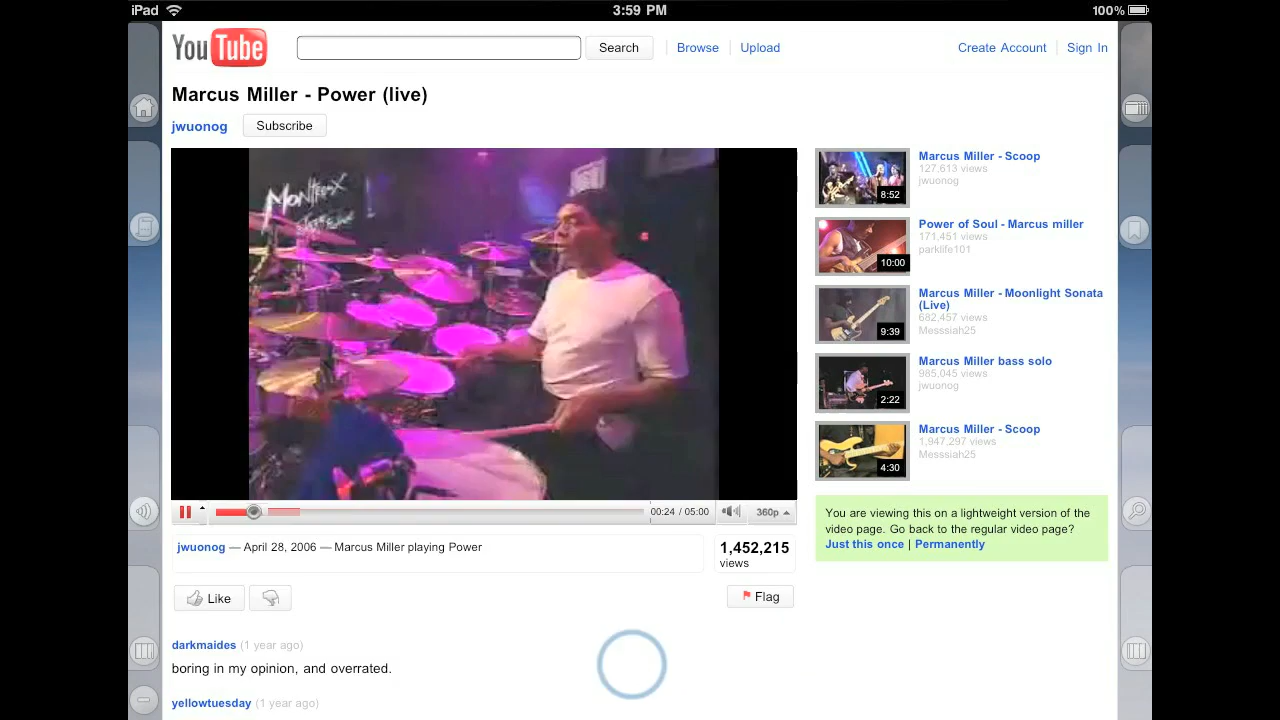 iPad 3:59 PM 100%
YouTube Search Browse Upload Create Account Sign In
Marcus Miller - Power (live)
jwuonog Subscribe
MONTREUX
00:24 / 05:00 360p
jwuonog — April 28, 2006 — Marcus Miller playing Power
1,452,215
views
Like
Flag
darkmaides (1 year ago)
boring in my opinion, and overrated.
yellowtuesday (1 year ago)
8:52
Marcus Miller - Scoop
127,613 views
jwuonog
10:00
Power of Soul - Marcus miller
171,451 views
parklife101
9:39
Marcus Miller - Moonlight Sonata
(Live)
682,457 views
Messsiah25
2:22
Marcus Miller bass solo
985,045 views
jwuonog
4:30
Marcus Miller - Scoop
1,947,297 views
Messsiah25
You are viewing this on a lightweight version of the
video page. Go back to the regular video page?
Just this once | Permanently